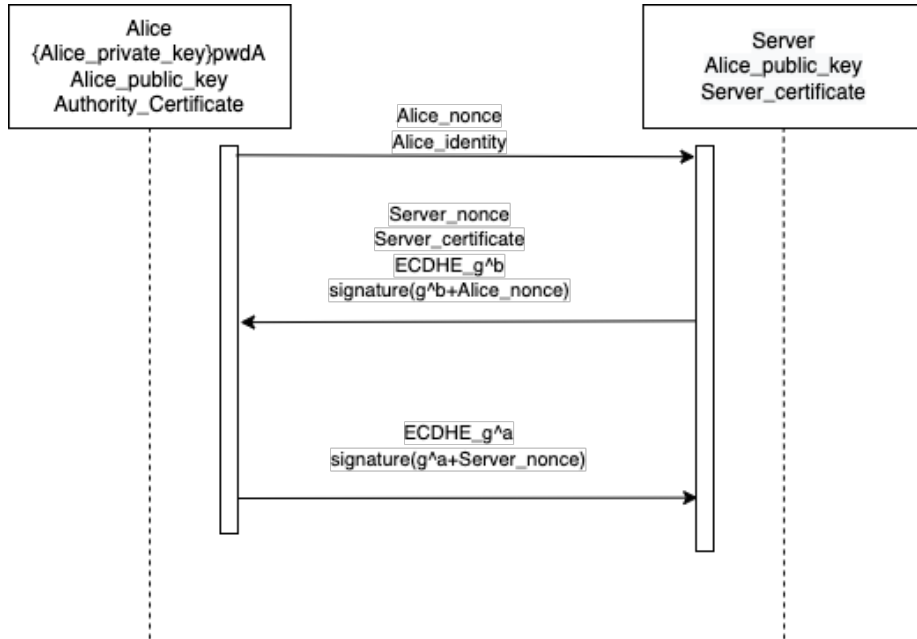 Alice
{Alice_private_key}pwdA
Alice_public_key
Authority_Certificate
Server
Alice_public_key
Server_certificate
Alice_nonce
Alice_identity
Server_nonce
Server_certificate
ECDHE_g^b
signature(g^b+Alice_nonce)
ECDHE_g^a
signature(g^a+Server_nonce)